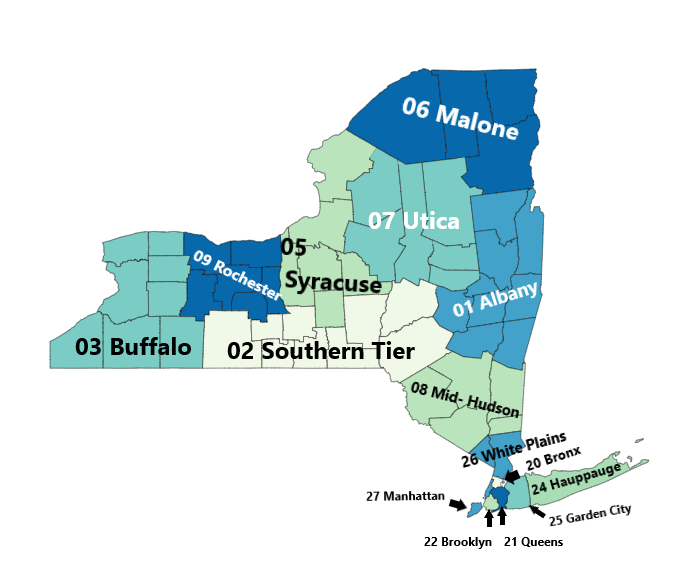 06 Malone
07 Utica
05
Syracuse
09 Rochester
01 Albany
03 Buffalo
02 Southern Tier
08 Mid- Hudson
26 White Plains
20 Bronx
24 Hauppauge
27 Manhattan
25 Garden City
22 Brooklyn
21 Queens